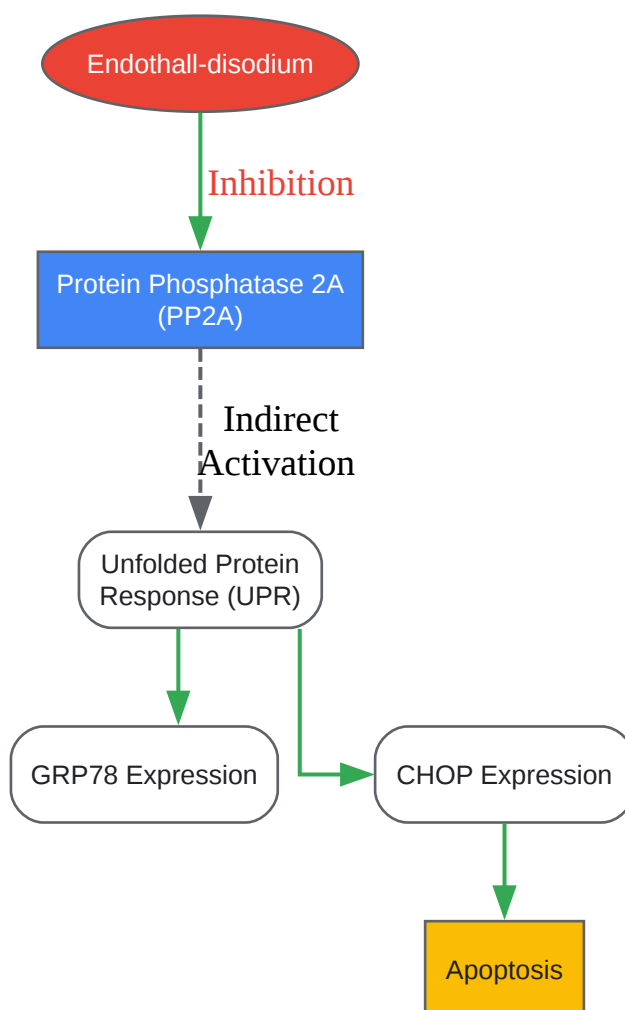 Endothall-disodium
Inhibition
Protein Phosphatase 2A
(PP2A)
Indirect
Activation
Unfolded Protein
Response (UPR)
GRP78 Expression
CHOP Expression
Apoptosis